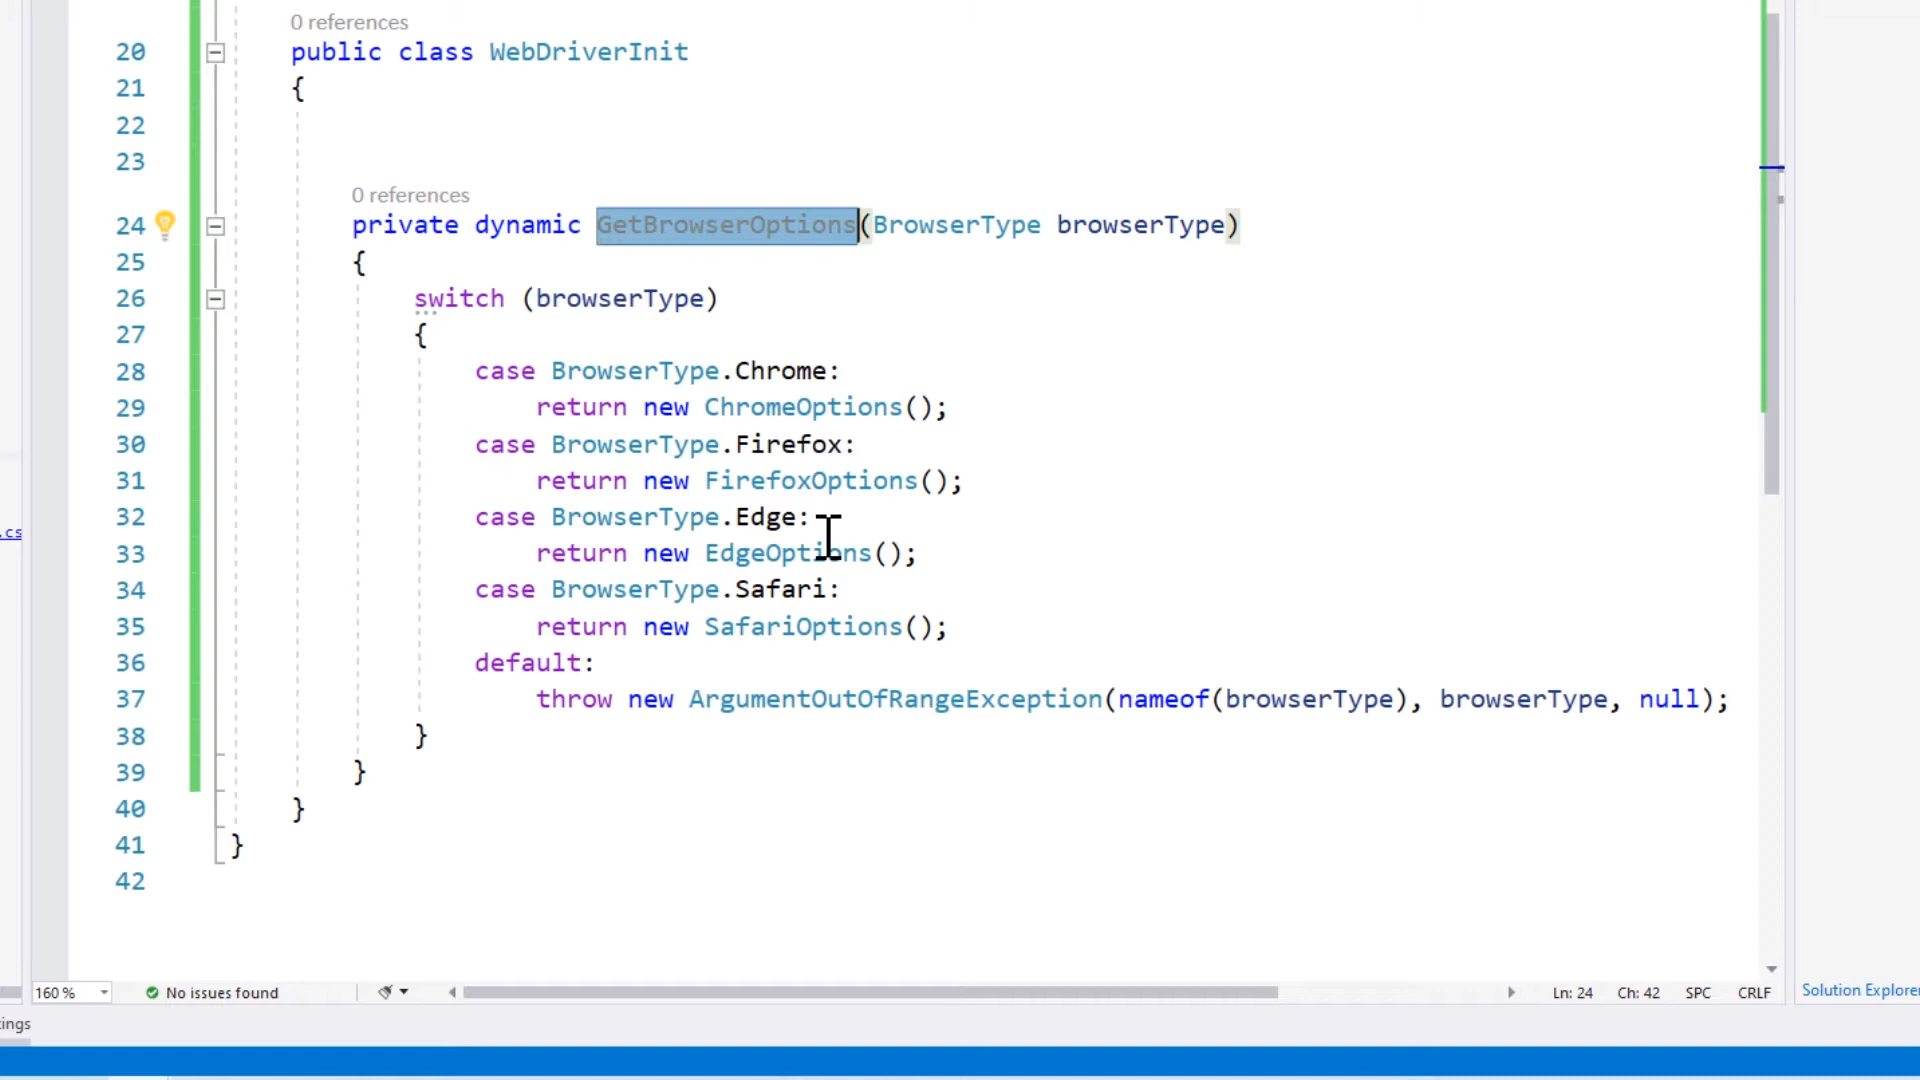 0 references
20 public class WebDriverInit
21 {
22
23
0 references
24 private dynamic GetBrowserOptions(BrowserType browserType)
25 {
26 switch (browserType)
27 {
28 case BrowserType.Chrome:
29 return new ChromeOptions();
30 case BrowserType.Firefox:
31 return new FirefoxOptions();
32 case BrowserType.Edge:
.cs
33 return new EdgeOptions();
34 case BrowserType.Safari:
35 return new SafariOptions();
36 default:
37 throw new ArgumentOutOfRangeException(nameof(browserType), browserType, null);
38 }
39 }
40 }
41 }
42
160 % No issues found Ln: 24 Ch: 42 SPC CRLF Solution Explorer
ings